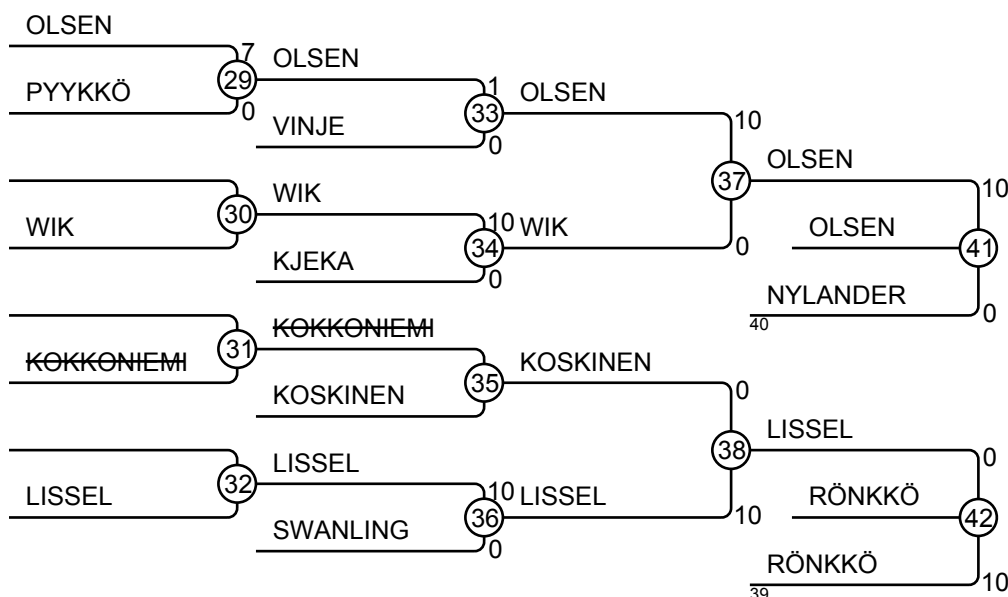 OLSEN
7
29
OLSEN
PYYKKÖ
0
1
33
OLSEN
VINJE
0
10
37
OLSEN
WIK
30
WIK
10
34
WIK
KJEKA
0
0
10
OLSEN
41
NYLANDER
40
0
KOKKONIEMI
31
KOKKONIEMI
35
KOSKINEN
KOSKINEN
0
38
LISSEL
LISSEL
32
LISSEL
10
36
LISSEL
SWANLING
0
10
0
RÖNKKÖ
42
RÖNKKÖ
39
10